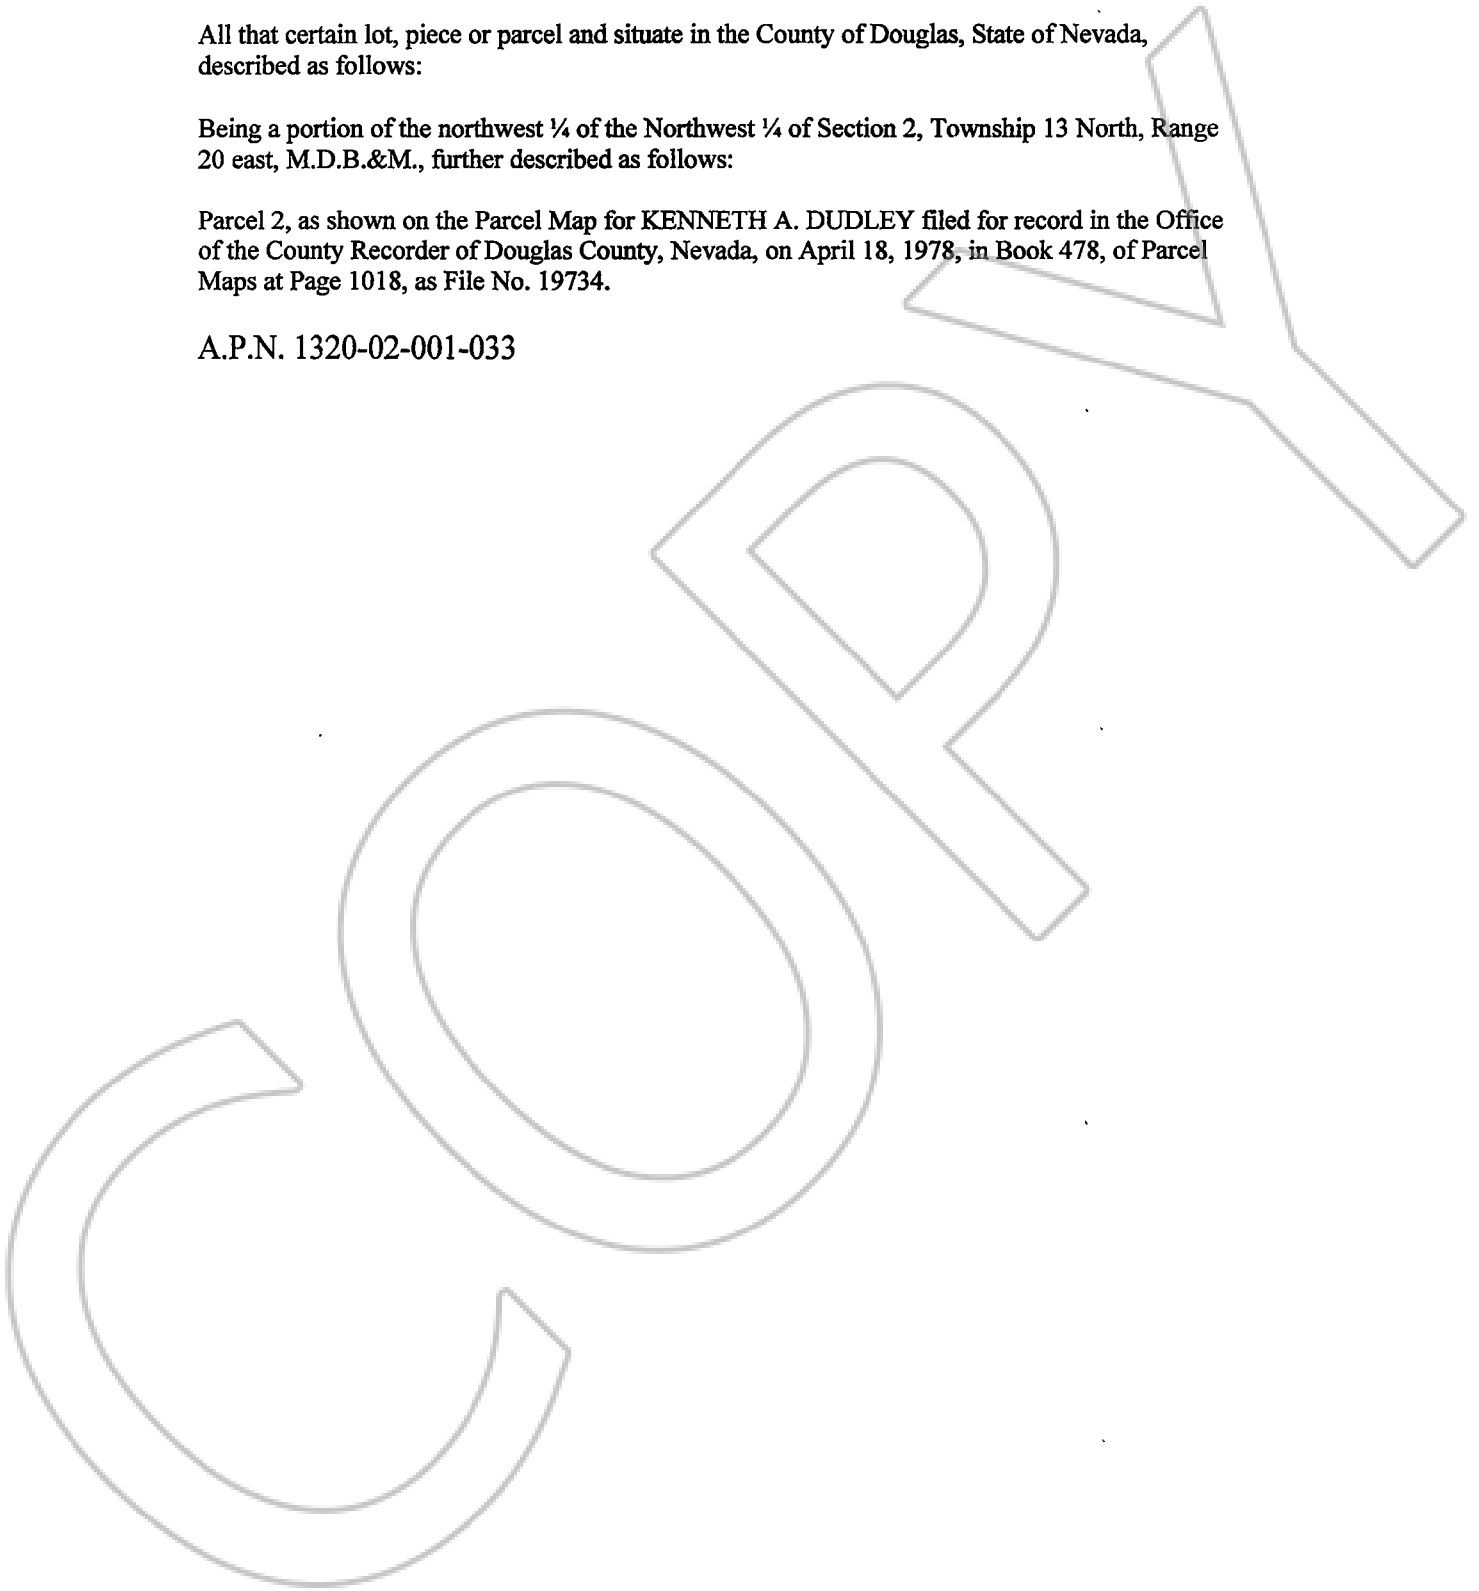 All that certain lot, piece or parcel and situate in the County of Douglas, State of Nevada,
described as follows:
Being a portion of the northwest ¼ of the Northwest ¼ of Section 2, Township 13 North, Range
20 east, M.D.B.&M., further described as follows:
Parcel 2, as shown on the Parcel Map for KENNETH A. DUDLEY filed for record in the Office
of the County Recorder of Douglas County, Nevada, on April 18, 1978, in Book 478, of Parcel
Maps at Page 1018, as File No. 19734.
A.P.N. 1320-02-001-033
COPY